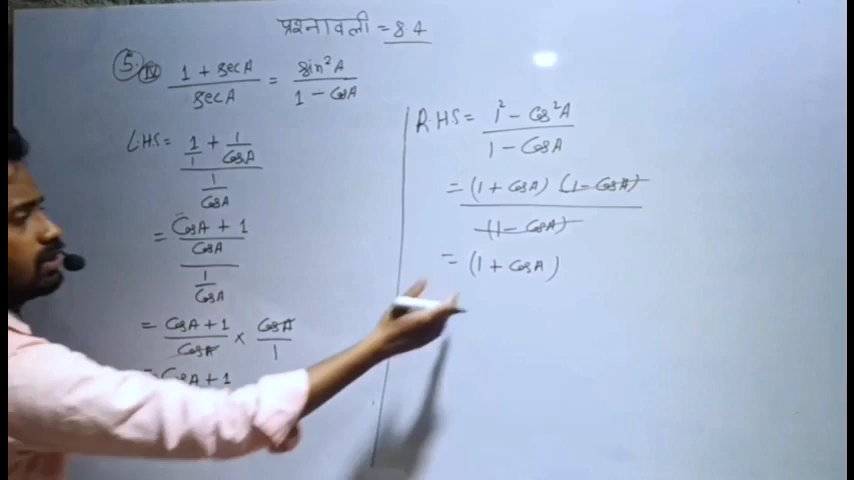 प्रश्नावली = 8.4
5. IV (1 + secA)/secA = sin²A/(1 - cosA)
LHS = (1/1 + 1/cosA)/(1/cosA)
= ((cosA + 1)/cosA)/(1/cosA)
= (cosA + 1)/cosA × cosA/1
= cosA + 1
RHS = (1² - cos²A)/(1 - cosA)
= (1 + cosA) (1 - cosA)/(1 - cosA)
= (1 + cosA)